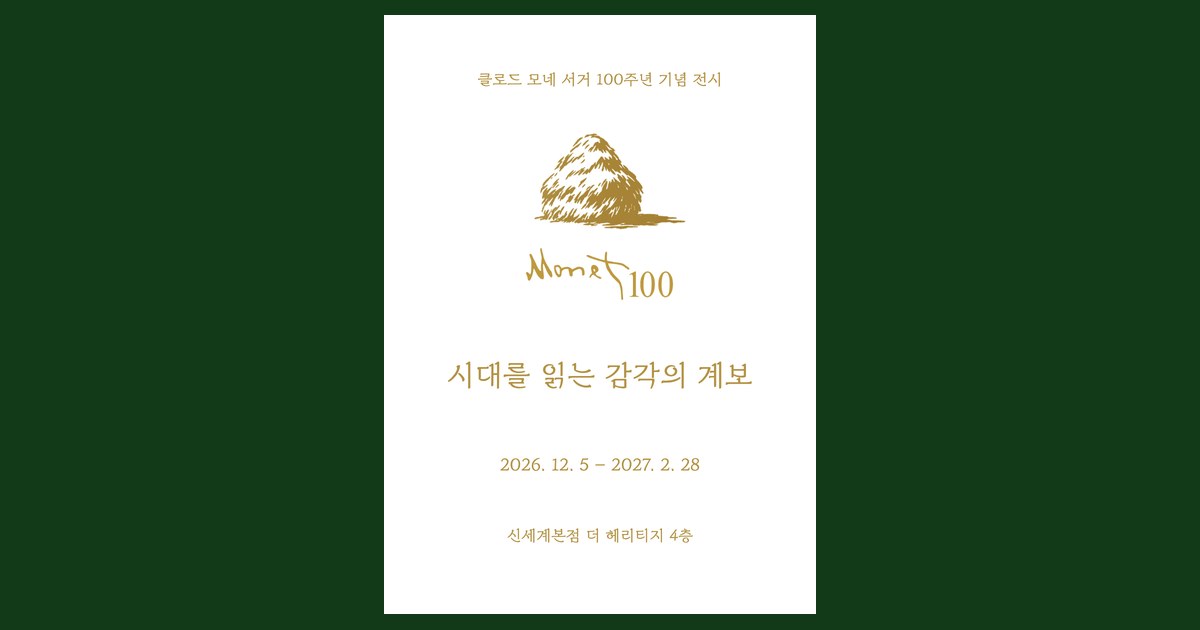 클로드 모네 서거 100주년 기념 전시
Monet 100
시대를 읽는 감각의 계보
2026. 12. 5 – 2027. 2. 28
신세계본점 더 헤리티지 4층